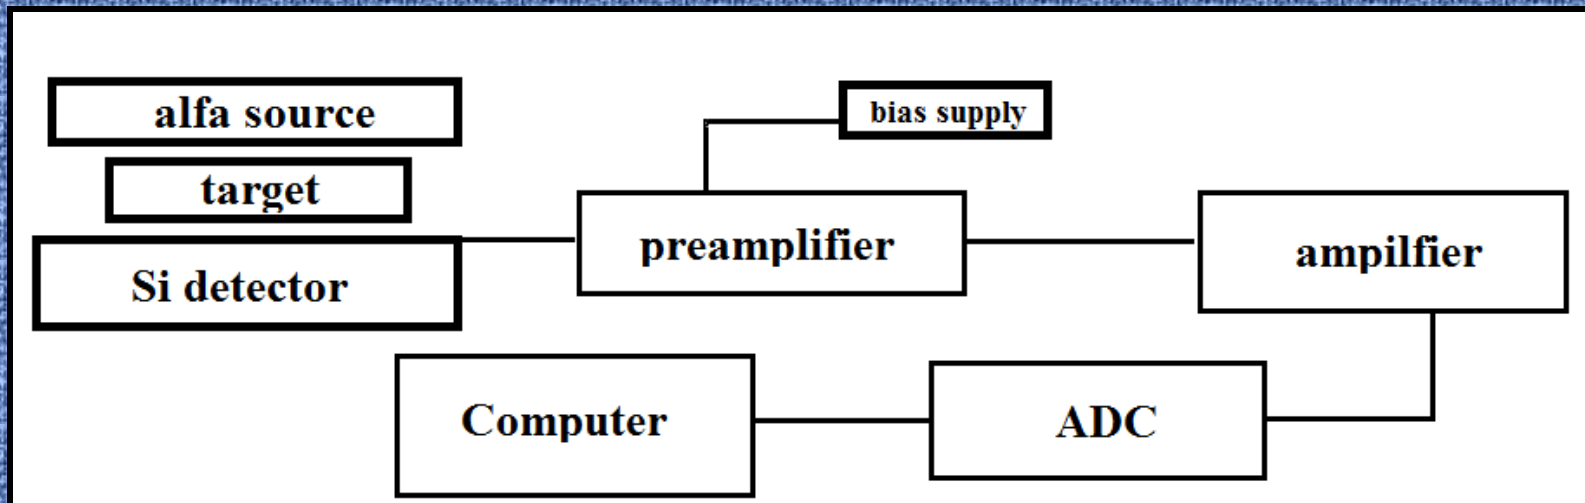 alfa source
bias supply
target
preamplifier
ampilfier
Si detector
Computer
ADC